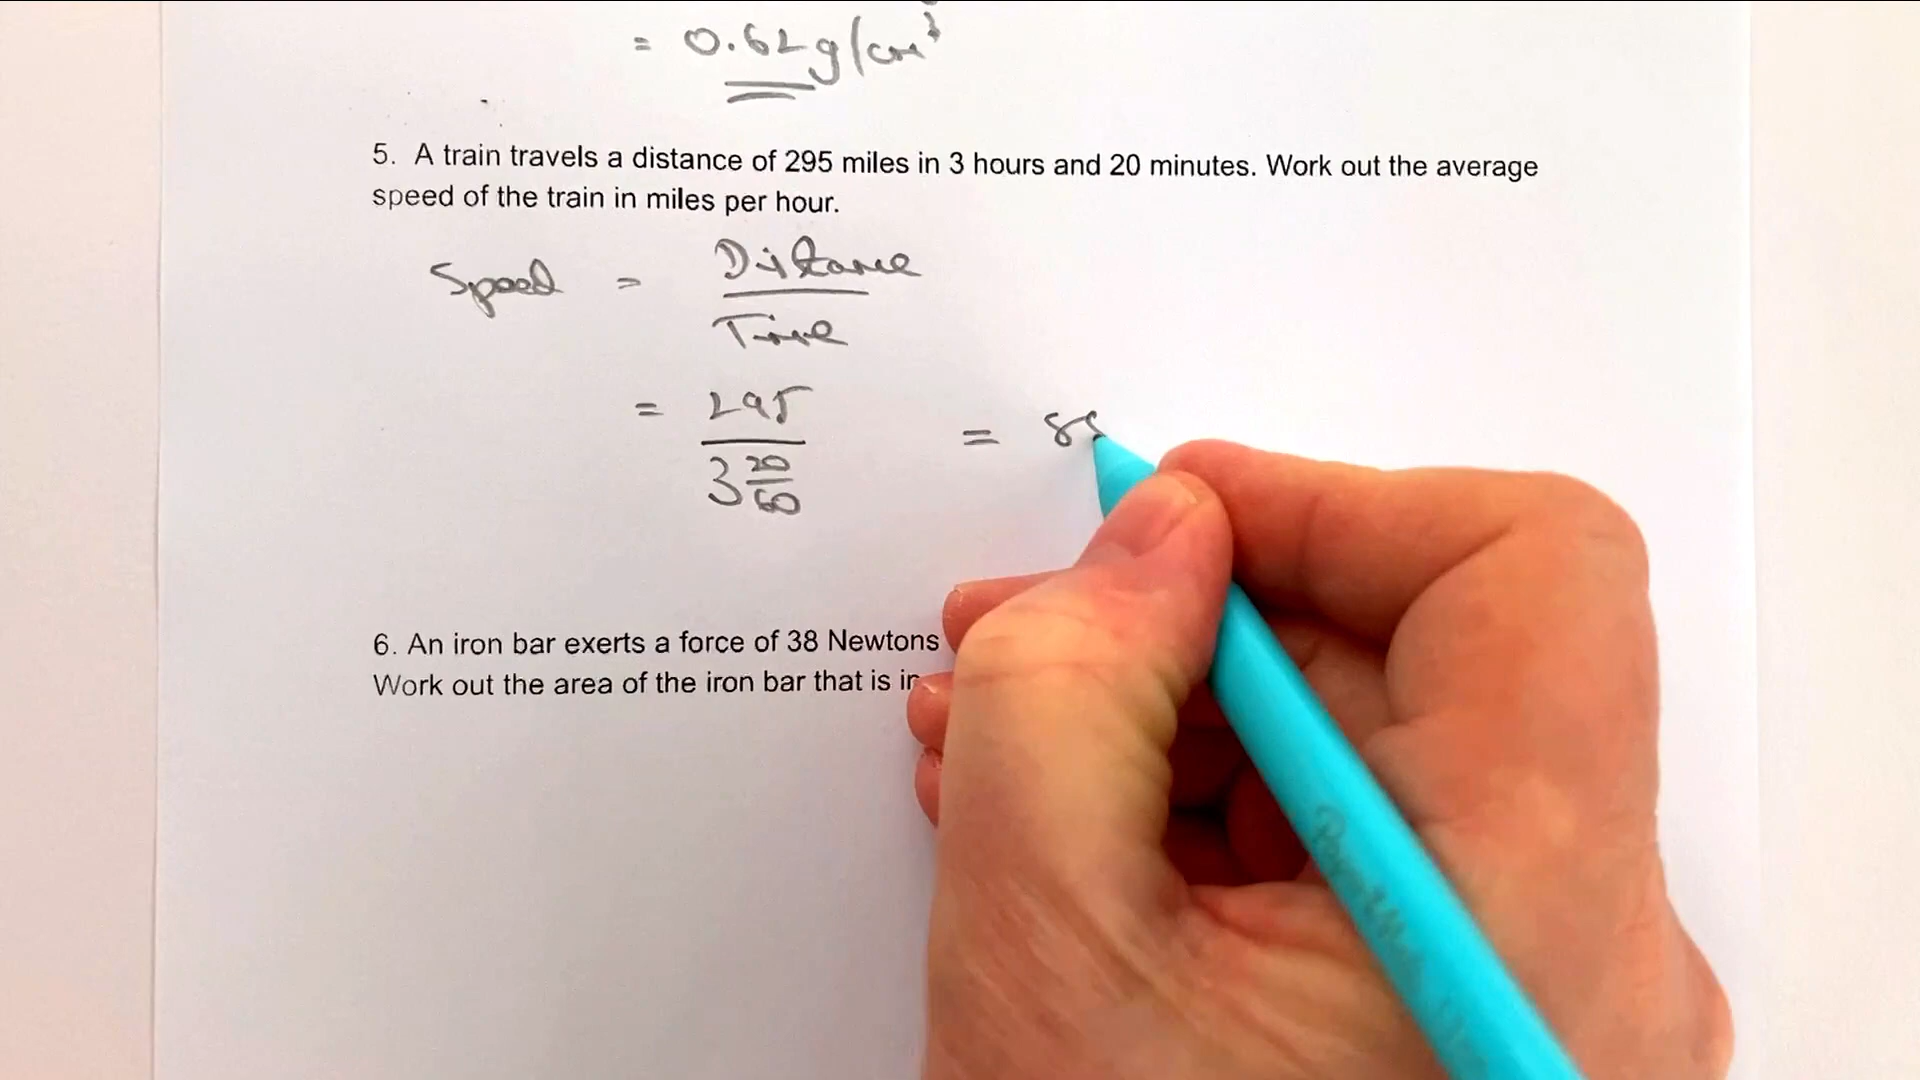 = 0.62g/cm³
5. A train travels a distance of 295 miles in 3 hours and 20 minutes. Work out the average
speed of the train in miles per hour.
Speed = Distance
Time
= 295
3 20
60
= 88
6. An iron bar exerts a force of 38 Newtons
Work out the area of the iron bar that is in